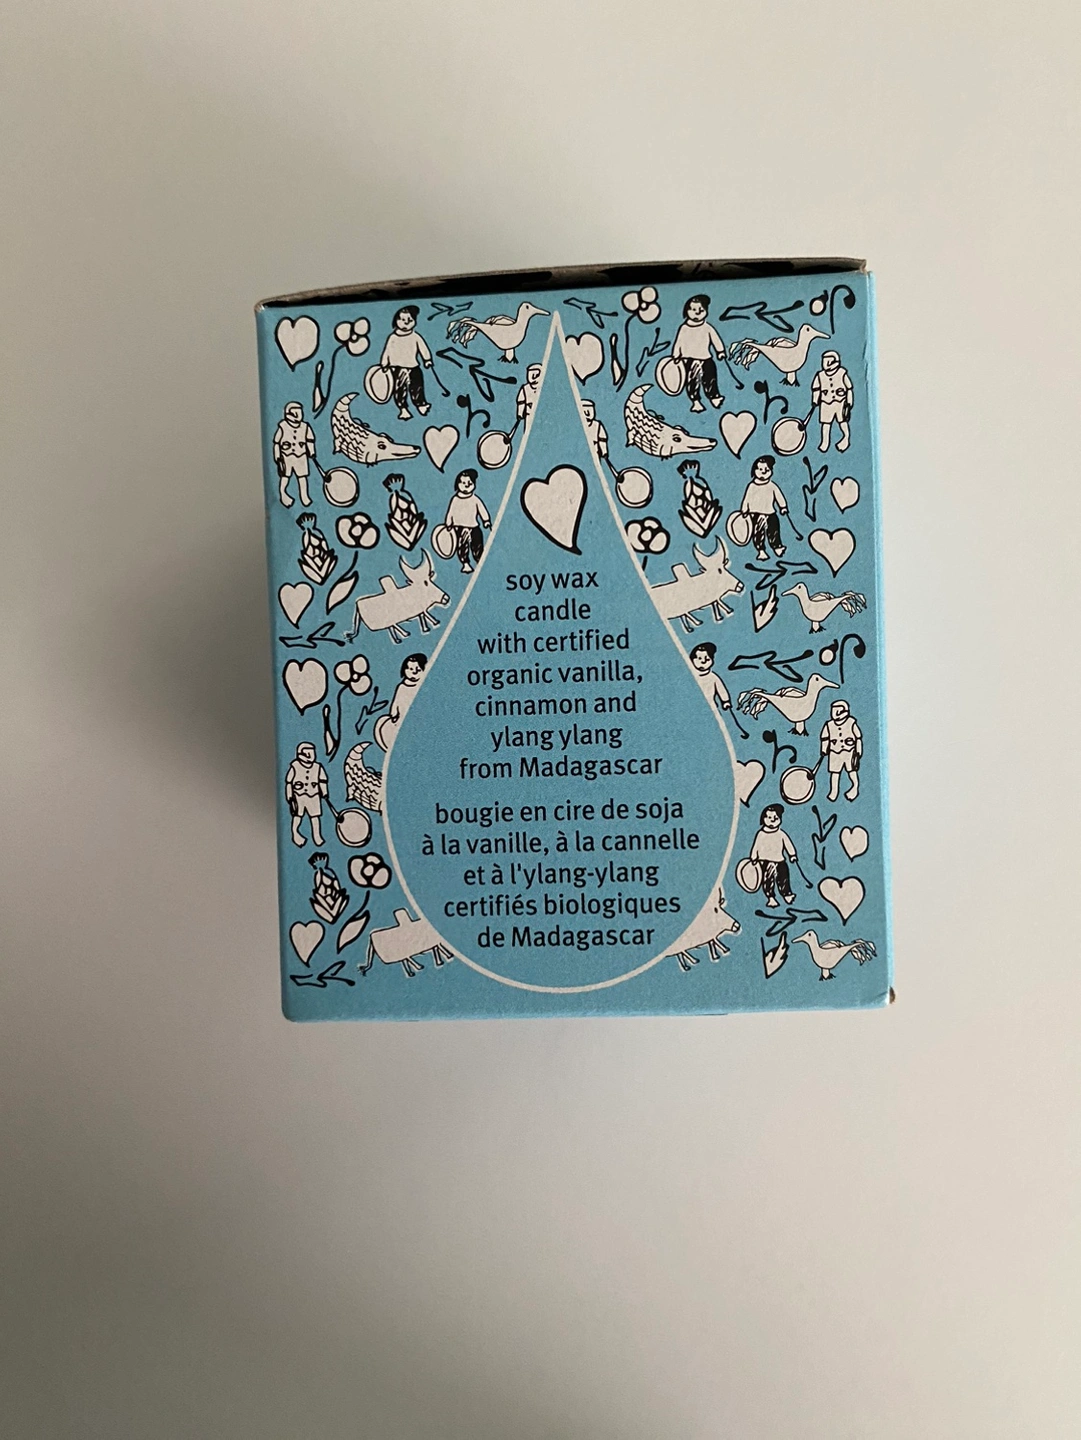 soy wax
candle
with certified
organic vanilla,
cinnamon and
ylang ylang
from Madagascar
bougie en cire de soja
à la vanille, à la cannelle
et à l'ylang-ylang
certifiés biologiques
de Madagascar